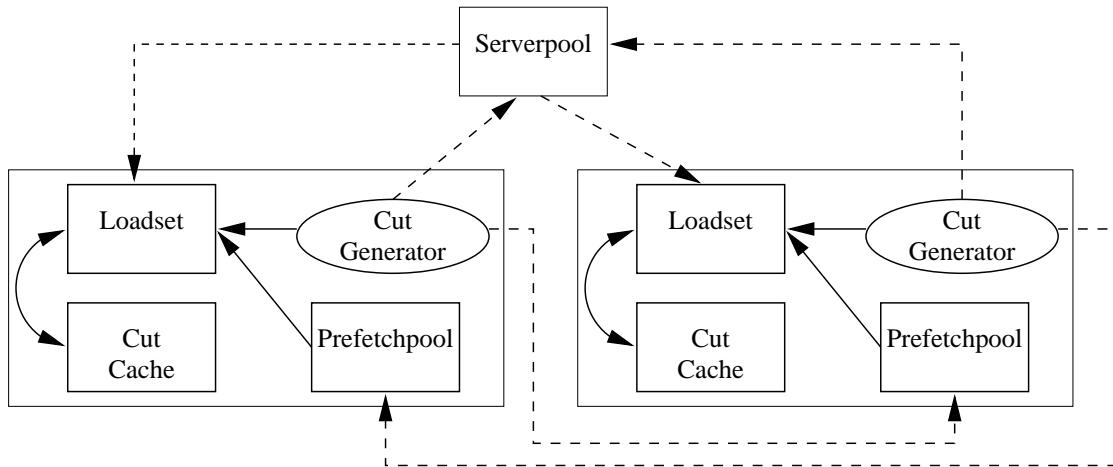 Serverpool
Loadset
Cut
Generator
Cut
Cache
Prefetchpool
Loadset
Cut
Generator
Cut
Cache
Prefetchpool